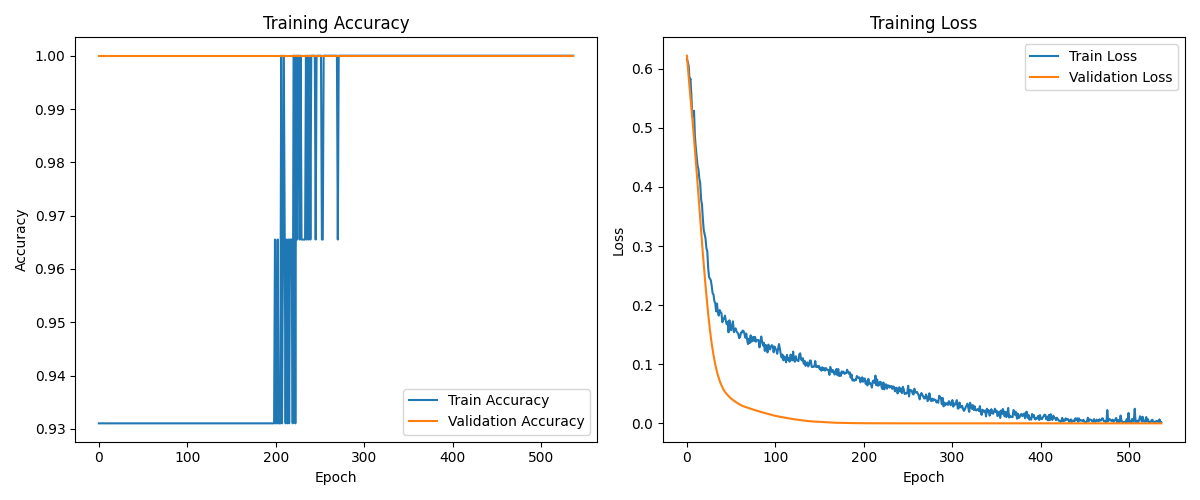 Training Accuracy
1.00
0.99
0.98
0.97
0.96
0.95
0.94
0.93
Accuracy
0
100
200
300
400
500
Epoch
Train Accuracy
Validation Accuracy
Training Loss
0.6
0.5
0.4
0.3
0.2
0.1
0.0
Loss
0
100
200
300
400
500
Epoch
Train Loss
Validation Loss